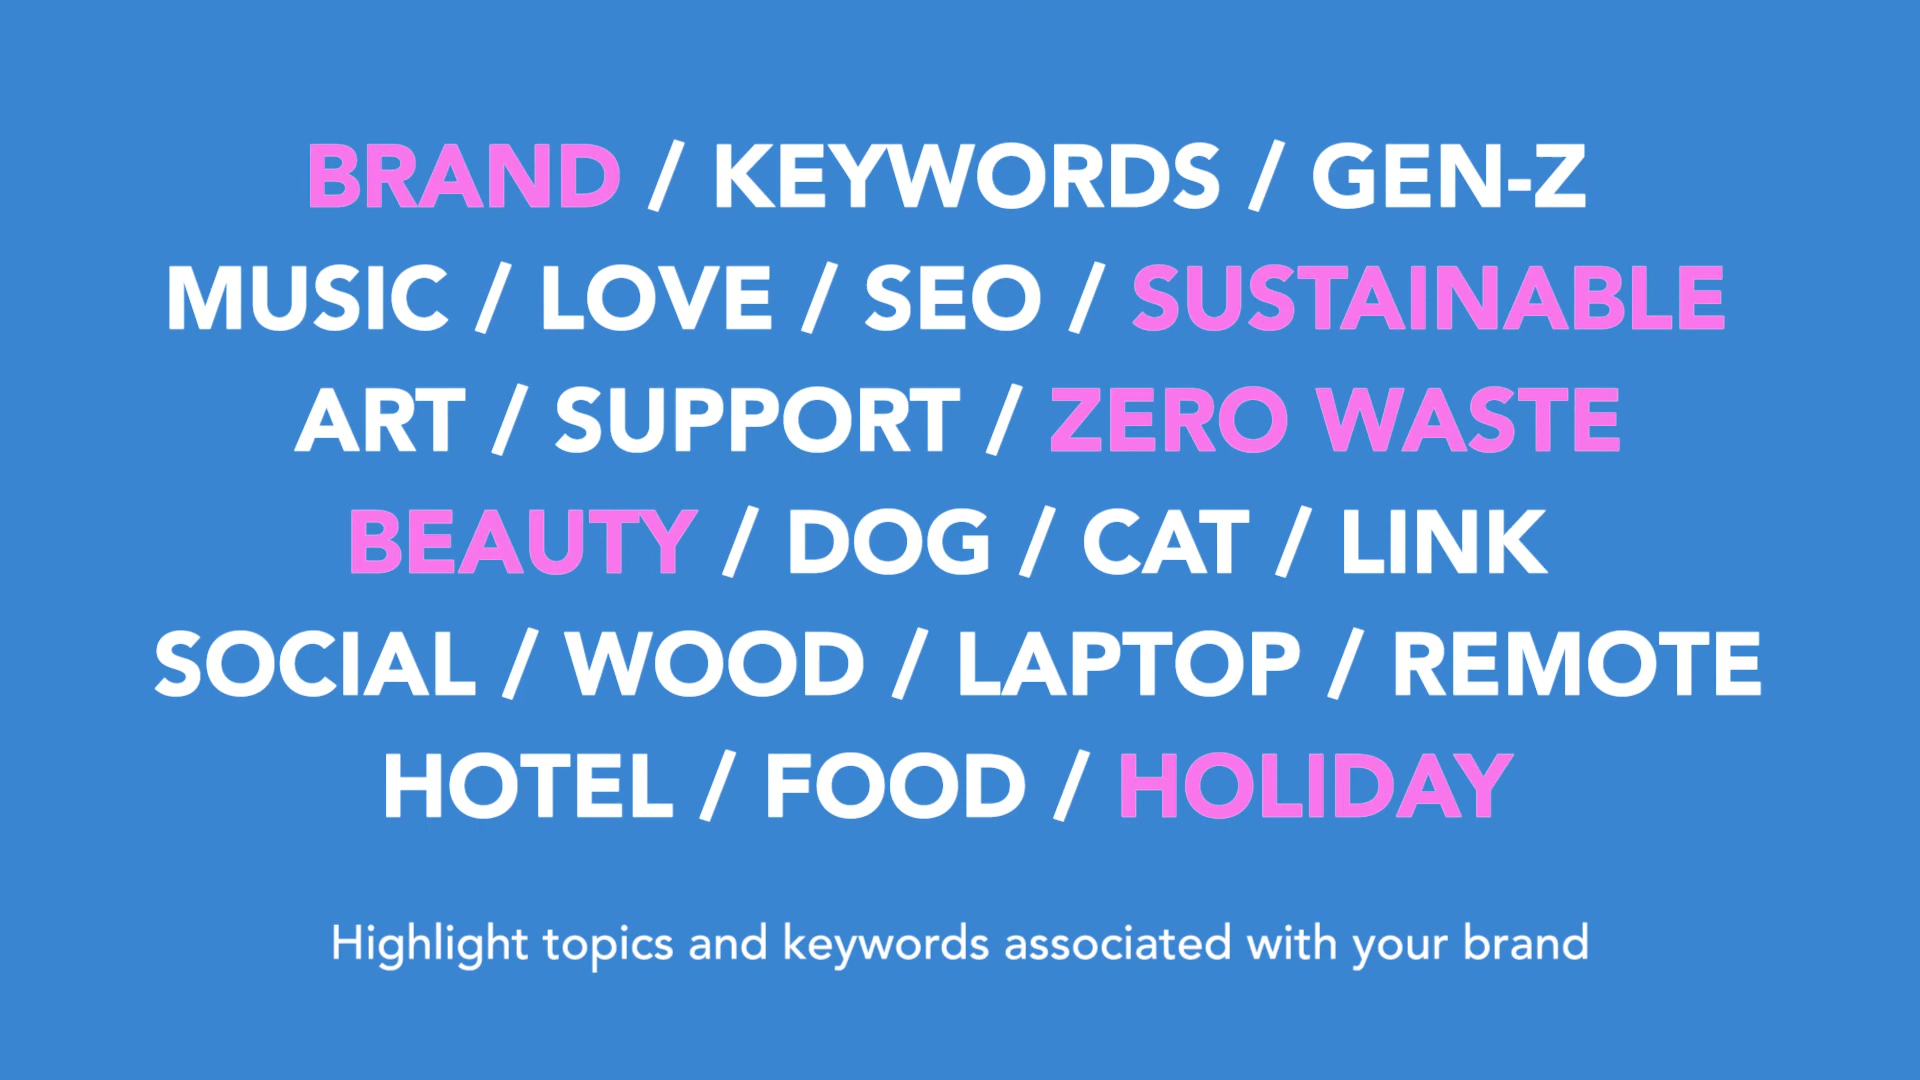 BRAND / KEYWORDS / GEN-Z
MUSIC / LOVE / SEO / SUSTAINABLE
ART / SUPPORT / ZERO WASTE
BEAUTY / DOG / CAT / LINK
SOCIAL / WOOD / LAPTOP / REMOTE
HOTEL / FOOD / HOLIDAY
Highlight topics and keywords associated with your brand